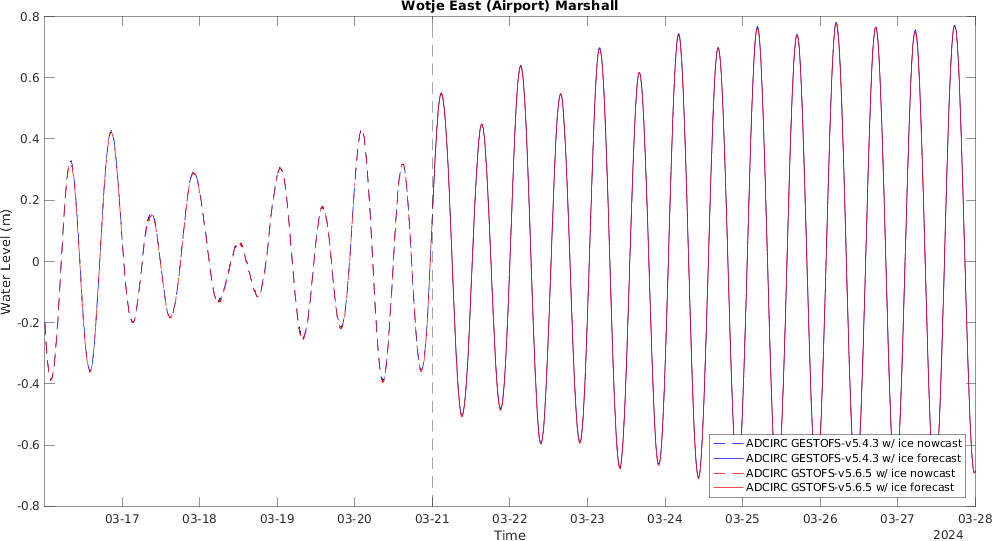 Wotje East (Airport) Marshall
0.8
0.6
0.4
0.2
0
-0.2
-0.4
-0.6
-0.8
Water Level (m)
ADCIRC GESTOFS-v5.4.3 w/ ice nowcast
ADCIRC GESTOFS-v5.4.3 w/ ice forecast
ADCIRC GSTOFS-v5.6.5 w/ ice nowcast
ADCIRC GSTOFS-v5.6.5 w/ ice forecast
03-17 03-18 03-19 03-20 03-21 03-22 03-23 03-24 03-25 03-26 03-27 03-28
Time
2024